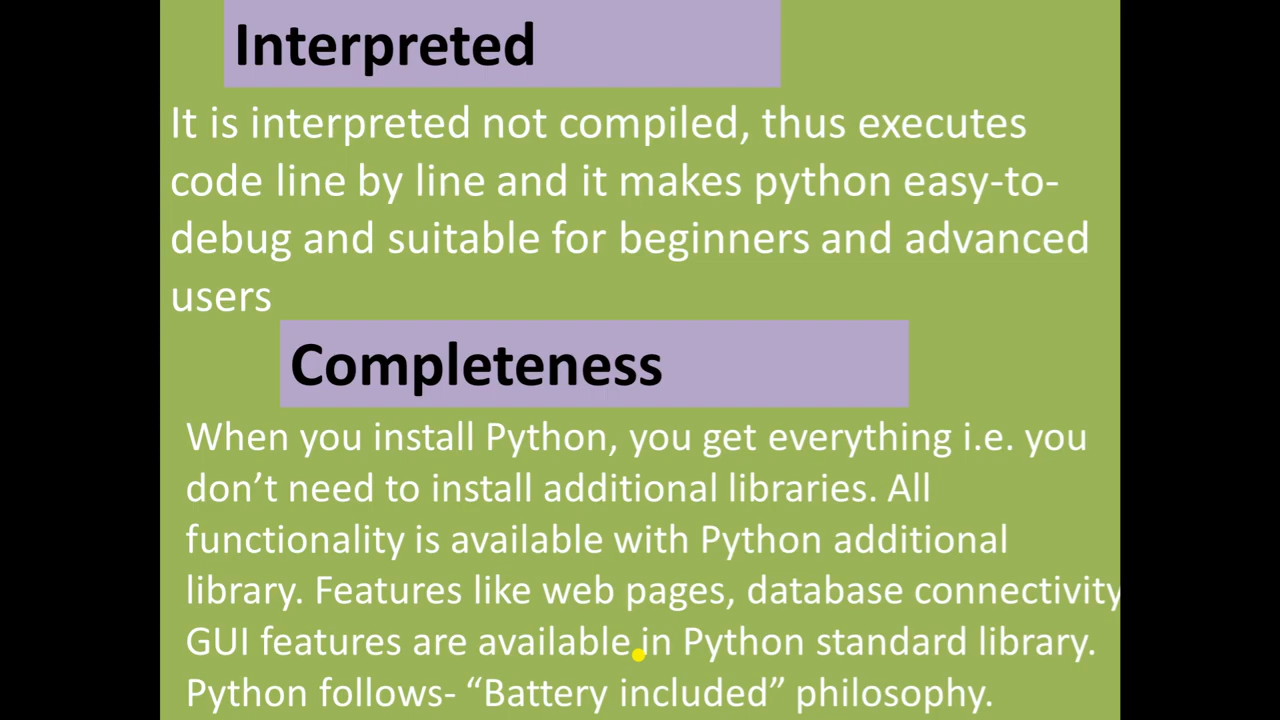 Interpreted
It is interpreted not compiled, thus executes
code line by line and it makes python easy-to-
debug and suitable for beginners and advanced
users
Completeness
When you install Python, you get everything i.e. you
don’t need to install additional libraries. All
functionality is available with Python additional
library. Features like web pages, database connectivity
GUI features are available in Python standard library.
Python follows- “Battery included” philosophy.